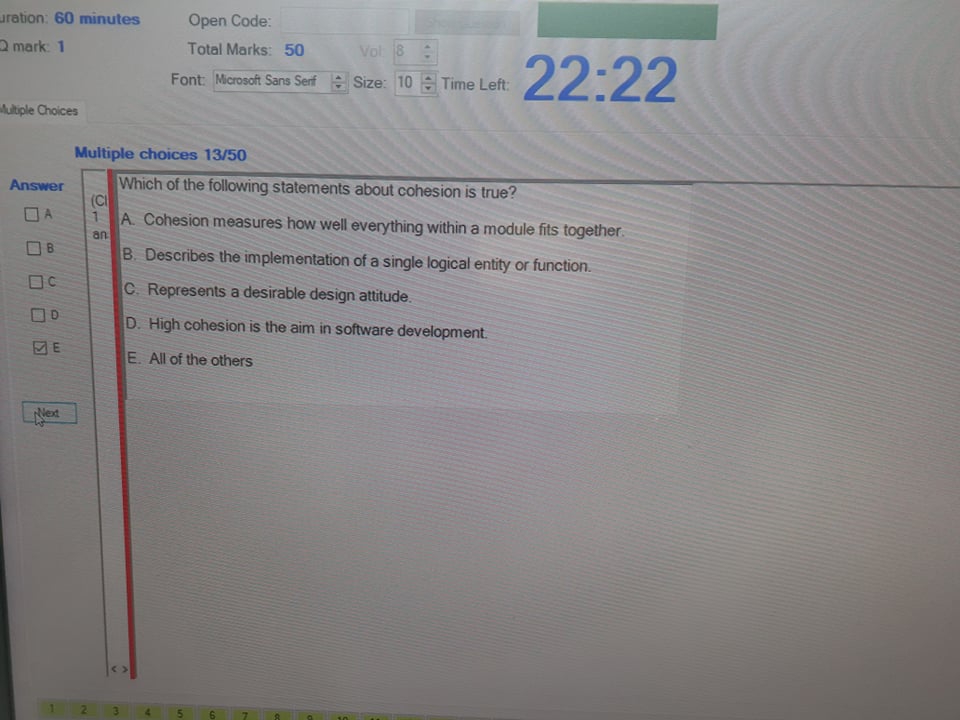 uration: 60 minutes
Open Code:
Q mark: 1
Total Marks: 50
Vol: 8
Font: Microsoft Sans Serif
Size: 10
Time Left: 22:22
Multiple Choices
Multiple choices 13/50
Answer
A
B
C
D
E
Next
(Cl
1
an
Which of the following statements about cohesion is true?
A. Cohesion measures how well everything within a module fits together.
B. Describes the implementation of a single logical entity or function.
C. Represents a desirable design attitude.
D. High cohesion is the aim in software development.
E. All of the others
< >
1 2 3 4 5 6 7 8 9 10